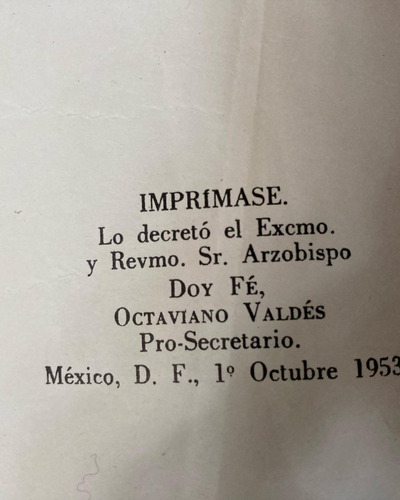 IMPRÍMASE.
Lo decretó el Excmo.
y Revmo. Sr. Arzobispo
DOY FÉ,
OCTAVIANO VALDÉS
Pro-Secretario.
México, D. F., 1º Octubre 1953